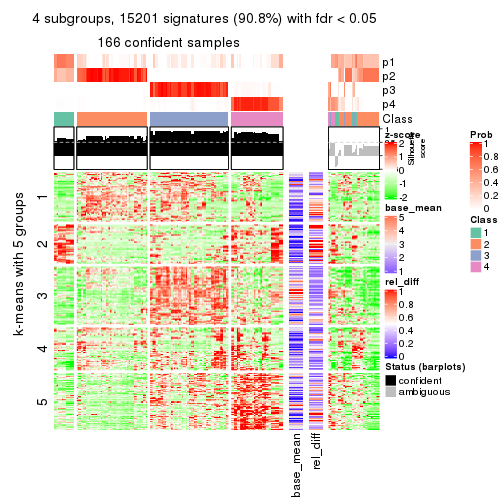 4 subgroups, 15201 signatures (90.8%) with fdr < 0.05
166 confident samples
p1
p2
p3
p4
Class
z-score
2
1
0
-1
-2
1
Silhouette
score
k-means with 5 groups
1
2
3
4
5
base_mean
rel_diff
base_mean
5
4
3
2
1
rel_diff
1
0.8
0.6
0.4
0.2
0
Status (barplots)
confident
ambiguous
Prob
1
0.8
0.6
0.4
0.2
0
Class
1
2
3
4